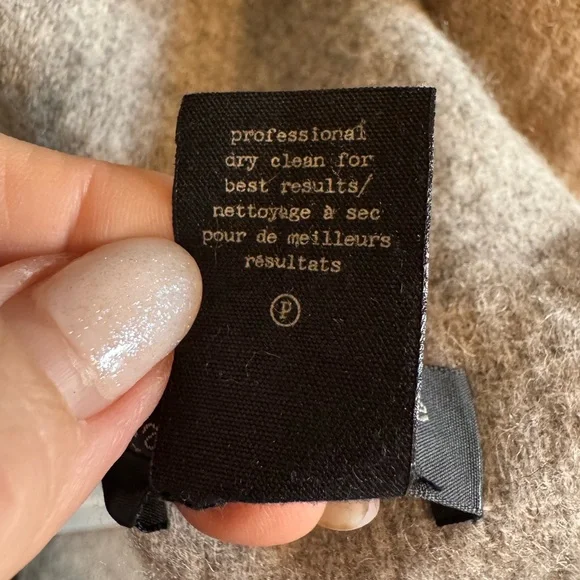 professional
dry clean for
best results/
nettoyage à sec
pour de meilleurs
résultats
P